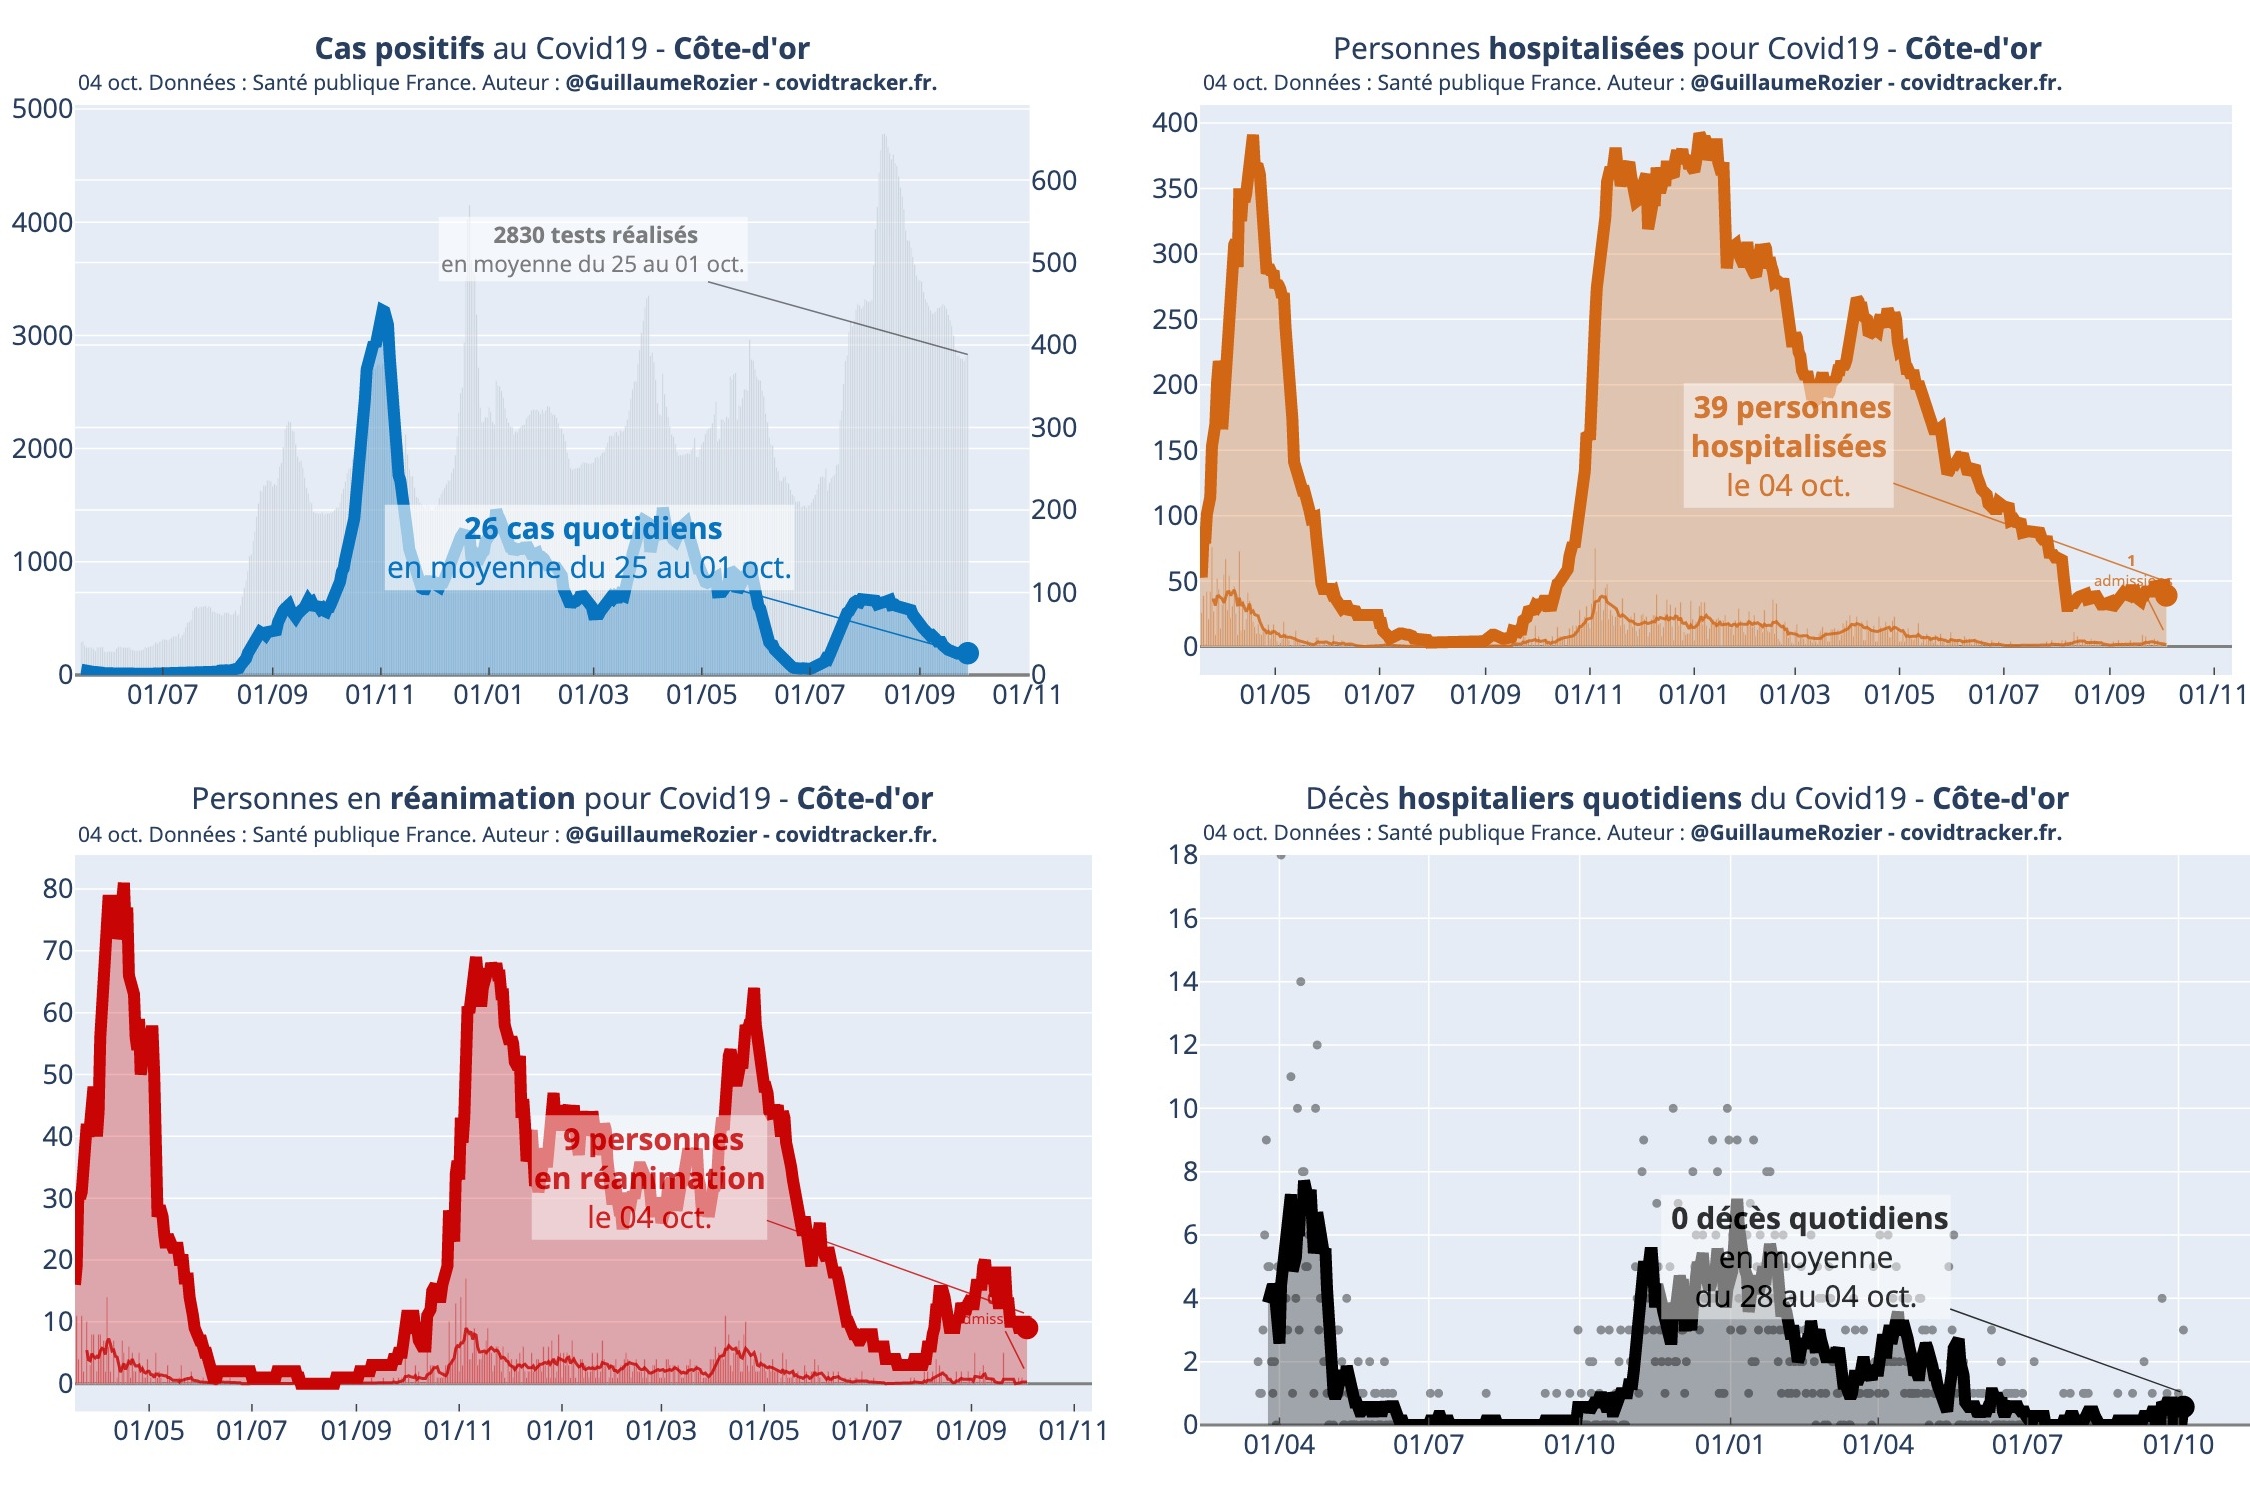 Cas positifs au Covid19 - Côte-d'or
04 oct. Données : Santé publique France. Auteur : @GuillaumeRozier - covidtracker.fr.
5000
4000
3000
2000
1000
0
600
500
400
300
200
100
0
2830 tests réalisés
en moyenne du 25 au 01 oct.
26 cas quotidiens
en moyenne du 25 au 01 oct.
01/07 01/09 01/11 01/01 01/03 01/05 01/07 01/09 01/11
Personnes hospitalisées pour Covid19 - Côte-d'or
04 oct. Données : Santé publique France. Auteur : @GuillaumeRozier - covidtracker.fr.
400
350
300
250
200
150
100
50
0
39 personnes
hospitalisées
le 04 oct.
1
01/05 01/07 01/09 01/11 01/01 01/03 01/05 01/07 01/09 01/11
Personnes en réanimation pour Covid19 - Côte-d'or
04 oct. Données : Santé publique France. Auteur : @GuillaumeRozier - covidtracker.fr.
80
70
60
50
40
30
20
10
0
9 personnes
en réanimation
le 04 oct.
01/05 01/07 01/09 01/11 01/01 01/03 01/05 01/07 01/09 01/11
Décès hospitaliers quotidiens du Covid19 - Côte-d'or
04 oct. Données : Santé publique France. Auteur : @GuillaumeRozier - covidtracker.fr.
18
16
14
12
10
8
6
4
2
0
0 décès quotidiens
en moyenne
du 28 au 04 oct.
01/04 01/07 01/10 01/01 01/04 01/07 01/10